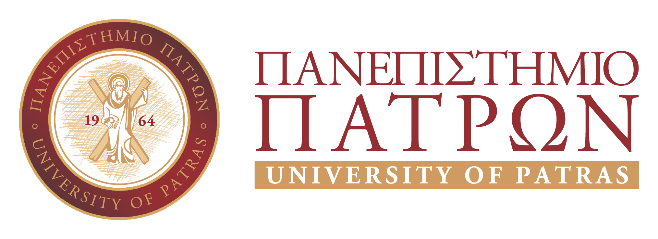 ΠΑΝΕΠΙΣΤΗΜΙΟ ΠΑΤΡΩΝ
19 64
UNIVERSITY OF PATRAS
ΠΑΝΕΠΙΣΤΗΜΙΟ
ΠΑΤΡΩΝ
UNIVERSITY OF PATRAS